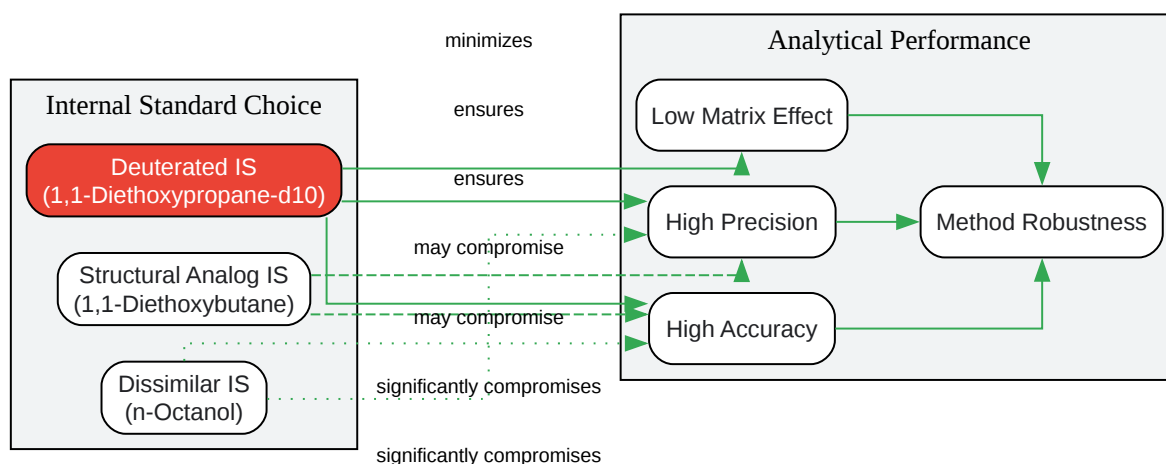 Internal Standard Choice
Deuterated IS
(1,1-Diethoxypropane-d10)
Structural Analog IS
(1,1-Diethoxybutane)
Dissimilar IS
(n-Octanol)
minimizes
ensures
ensures
may compromise
may compromise
significantly compromises
significantly compromises
Analytical Performance
Low Matrix Effect
High Precision
High Accuracy
Method Robustness